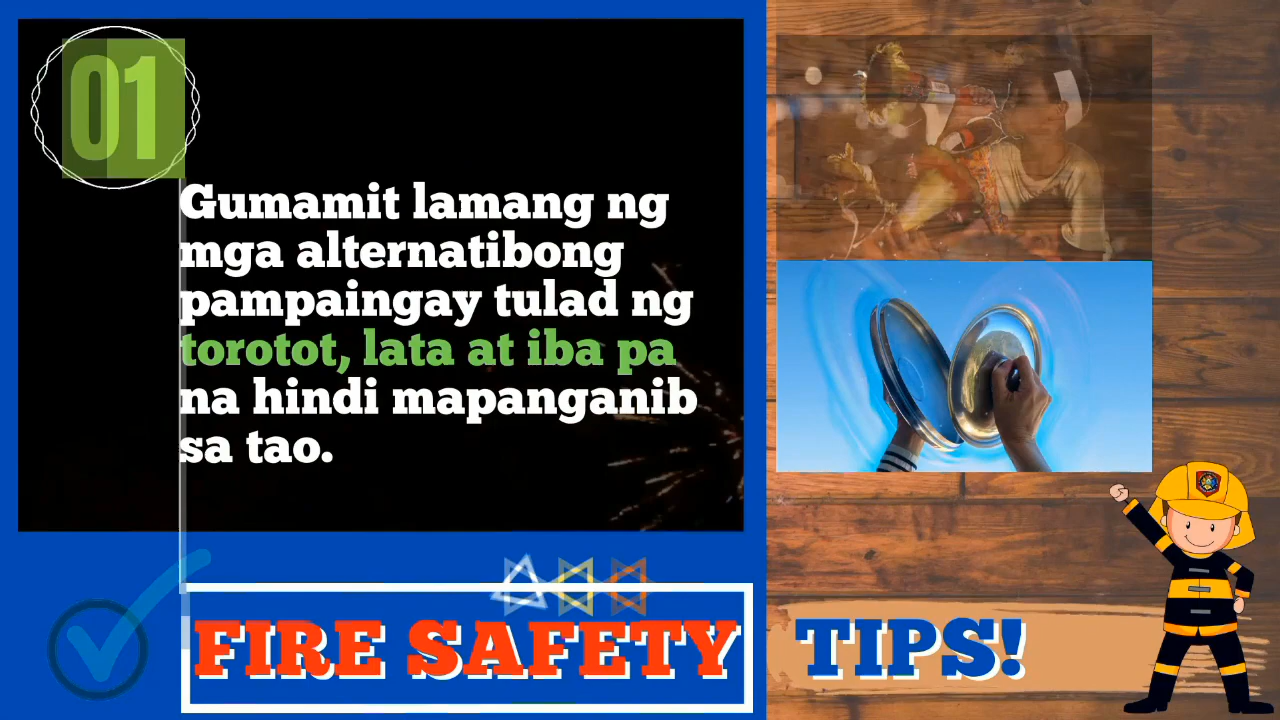 01
Gumamit lamang ng
mga alternatibong
pampaingay tulad ng
torotot, lata at iba pa
na hindi mapanganib
sa tao.
FIRE SAFETY TIPS!